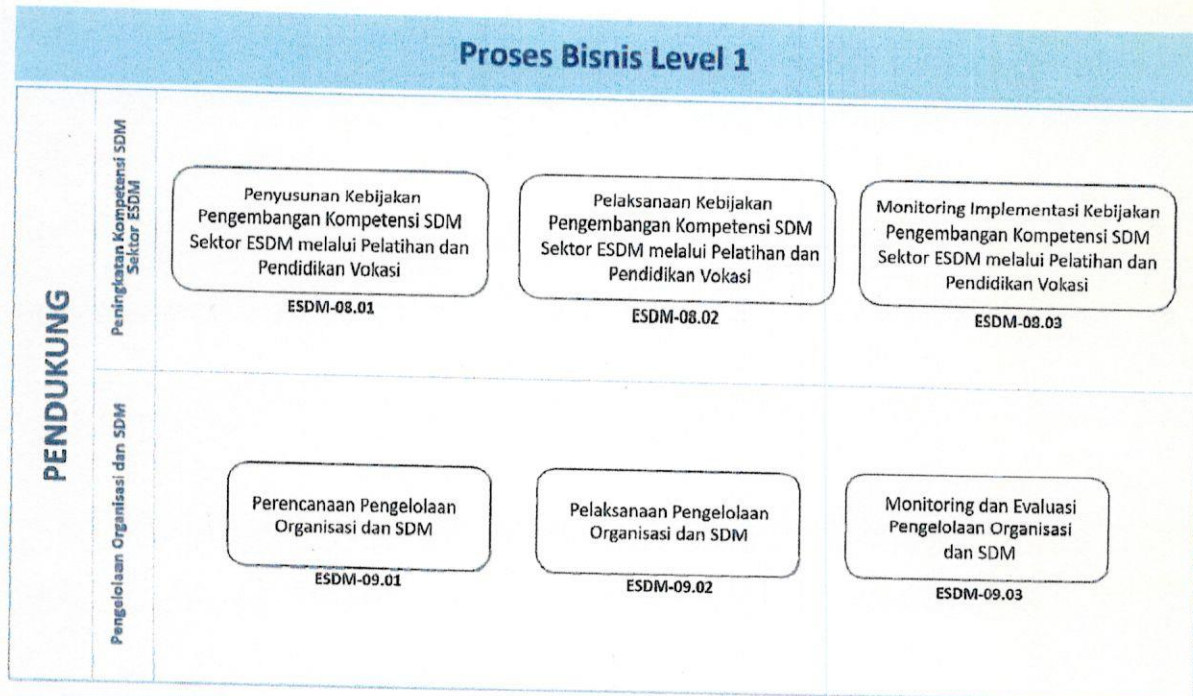 Proses Bisnis Level 1
PENDUKUNG
Peningkatan Kompetensi SDM
Sektor ESDM
Penyusunan Kebijakan
Pengembangan Kompetensi SDM
Sektor ESDM melalui Pelatihan dan
Pendidikan Vokasi
ESDM-08.01
Pelaksanaan Kebijakan
Pengembangan Kompetensi SDM
Sektor ESDM melalui Pelatihan dan
Pendidikan Vokasi
ESDM-08.02
Monitoring Implementasi Kebijakan
Pengembangan Kompetensi SDM
Sektor ESDM melalui Pelatihan dan
Pendidikan Vokasi
ESDM-08.03
Pengelolaan Organisasi dan SDM
Perencanaan Pengelolaan
Organisasi dan SDM
ESDM-09.01
Pelaksanaan Pengelolaan
Organisasi dan SDM
ESDM-09.02
Monitoring dan Evaluasi
Pengelolaan Organisasi
dan SDM
ESDM-09.03